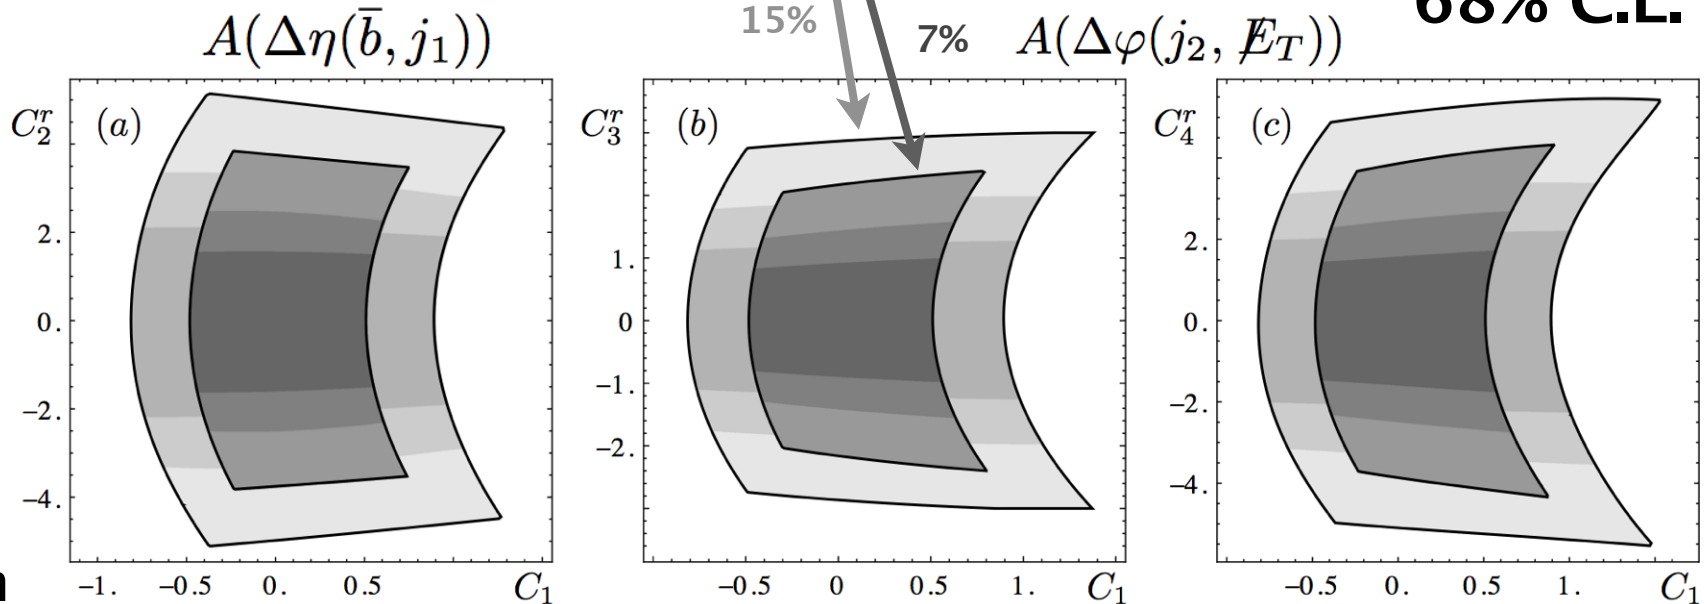 68% C.L.
15%
7%
A(Δη(b̅, j₁))
A(Δφ(j₂, E̸_T))
C₂ʳ
(a)
2.
0.
−2.
−4.
−1. −0.5 0. 0.5 C₁
C₃ʳ
(b)
2.
1.
0
−1.
−2.
−0.5 0 0.5 1. C₁
C₄ʳ
(c)
2.
0.
−2.
−4.
−0.5 0. 0.5 1. C₁